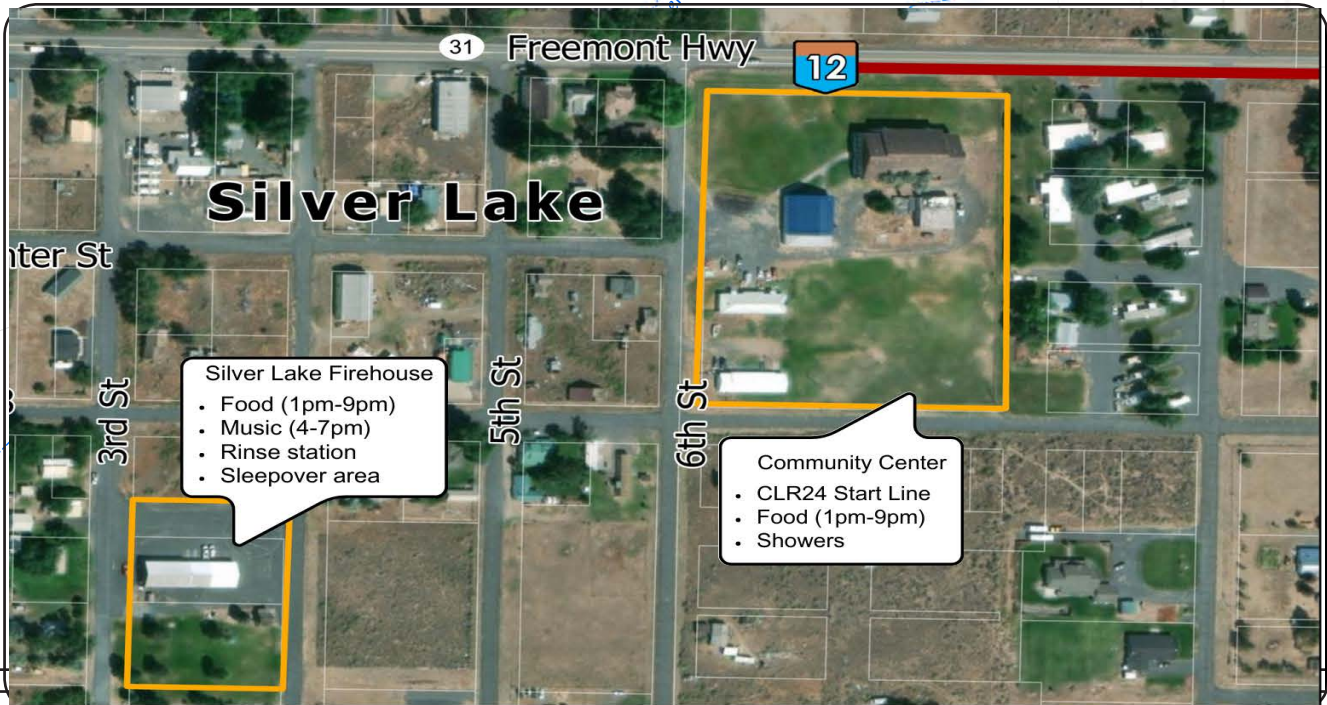 31 Freemont Hwy
12
Silver Lake
nter St
3rd St
5th St
6th St
Silver Lake Firehouse
• Food (1pm-9pm)
• Music (4-7pm)
• Rinse station
• Sleepover area
Community Center
• CLR24 Start Line
• Food (1pm-9pm)
• Showers